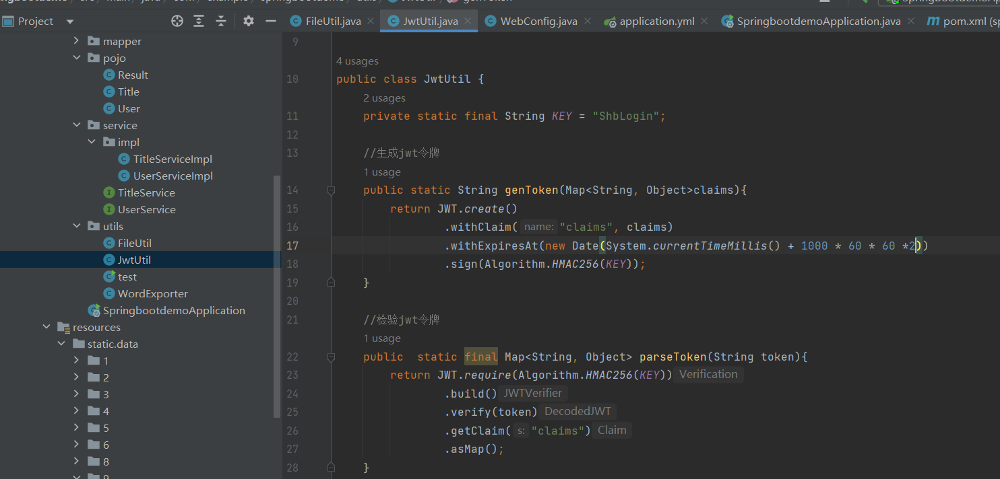 Project
FileUtil.java
JwtUtil.java
WebConfig.java
application.yml
SpringbootdemoApplication.java
pom.xml
mapper
pojo
Result
Title
User
service
impl
TitleServiceImpl
UserServiceImpl
TitleService
UserService
utils
FileUtil
JwtUtil
test
WordExporter
SpringbootdemoApplication
resources
static.data
1
2
3
4
5
6
8
9
9
4 usages
10 public class JwtUtil {
2 usages
11 private static final String KEY = "ShbLogin";
12
13 //生成jwt令牌
1 usage
14 public static String genToken(Map<String, Object>claims){
15 return JWT.create()
16 .withClaim( name: "claims", claims)
17 .withExpiresAt(new Date(System.currentTimeMillis() + 1000 * 60 * 60 *2))
18 .sign(Algorithm.HMAC256(KEY));
19 }
20
21 //检验jwt令牌
1 usage
22 public  static final Map<String, Object> parseToken(String token){
23 return JWT.require(Algorithm.HMAC256(KEY)) Verification
24 .build() JWTVerifier
25 .verify(token) DecodedJWT
26 .getClaim( s: "claims") Claim
27 .asMap();
28 }